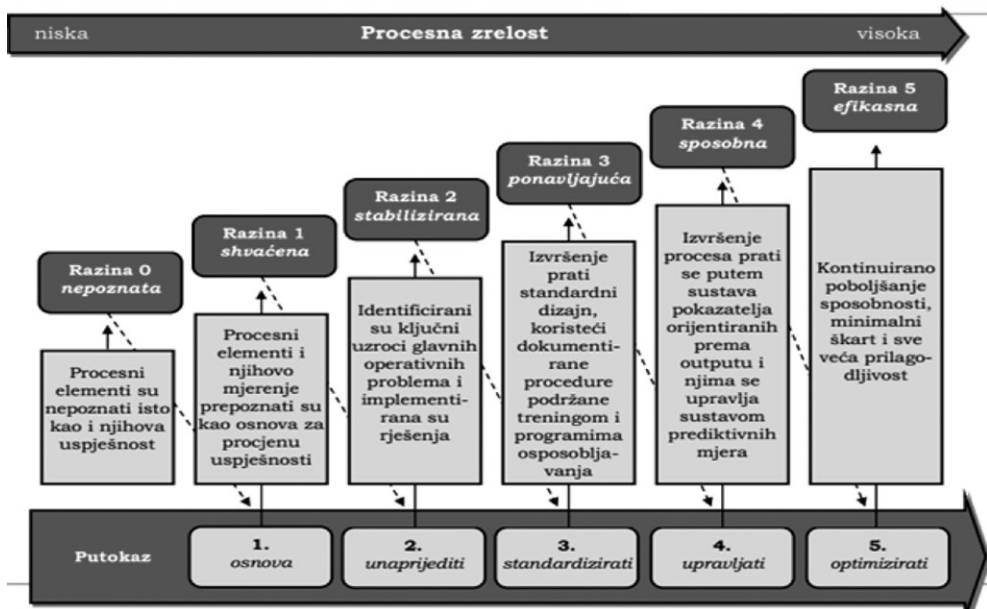 niska Procesna zrelost visoka
Razina 0
nepoznata
Procesni
elementi su
nepoznati isto
kao i njihova
uspješnost
Razina 1
shvaćena
Procesni
elementi i
njihovo
mjerenje
prepoznati su
kao osnova za
procjenu
uspješnosti
Razina 2
stabilizirana
Identificirani
su ključni
uzroci glavnih
operativnih
problema i
implementi-
rana su
rješenja
Razina 3
ponavljajuća
Izvršenje
prati
standardni
dizajn,
koristeći
dokumenti-
rane
procedure
podržane
treningom i
programima
osposoblja-
vanja
Razina 4
sposobna
Izvršenje
procesa prati
se putem
sustava
pokazatelja
orijentiranih
prema
outputu i
njima se
upravlja
sustavom
prediktivnih
mjera
Razina 5
efikasna
Kontinuirano
poboljšanje
sposobnosti,
minimalni
škart i sve
veća prilago-
dljivost
Putokaz
1.
osnova
2.
unaprijediti
3.
standardizirati
4.
upravljati
5.
optimizirati